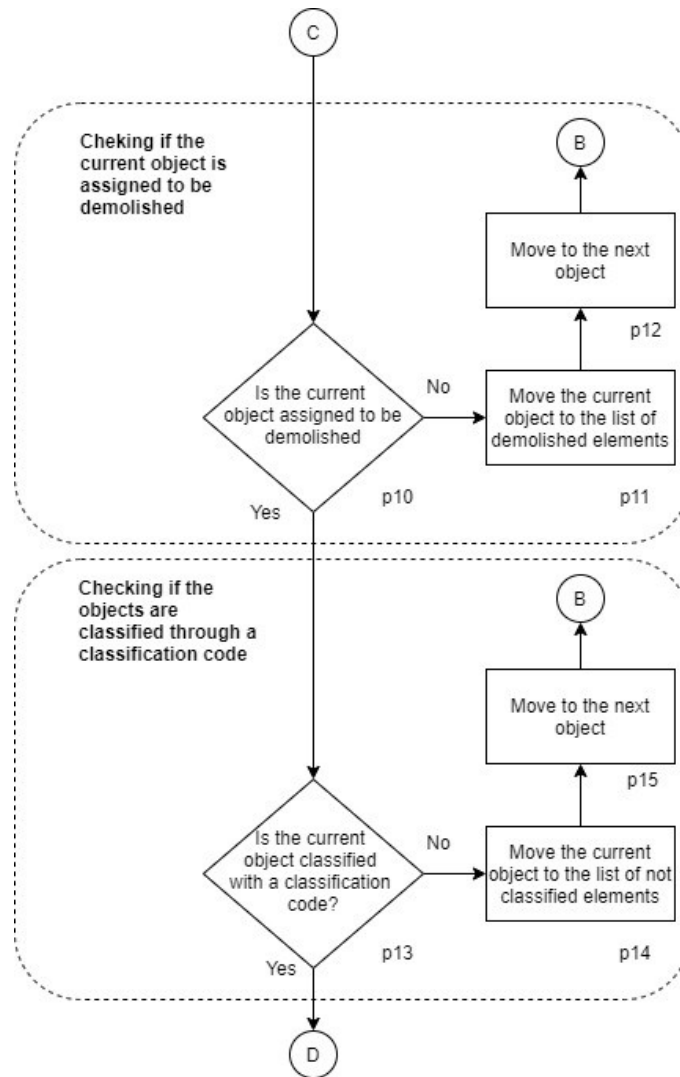 C
Cheking if the
current object is
assigned to be
demolished
B
Move to the next
object
p12
Is the current
object assigned to be
demolished
No
Move the current
object to the list of
demolished elements
p10
p11
Yes
Checking if the
objects are
classified through a
classification code
B
Move to the next
object
p15
Is the current
object classified
with a classification
code?
No
Move the current
object to the list of not
classified elements
p13
p14
Yes
D